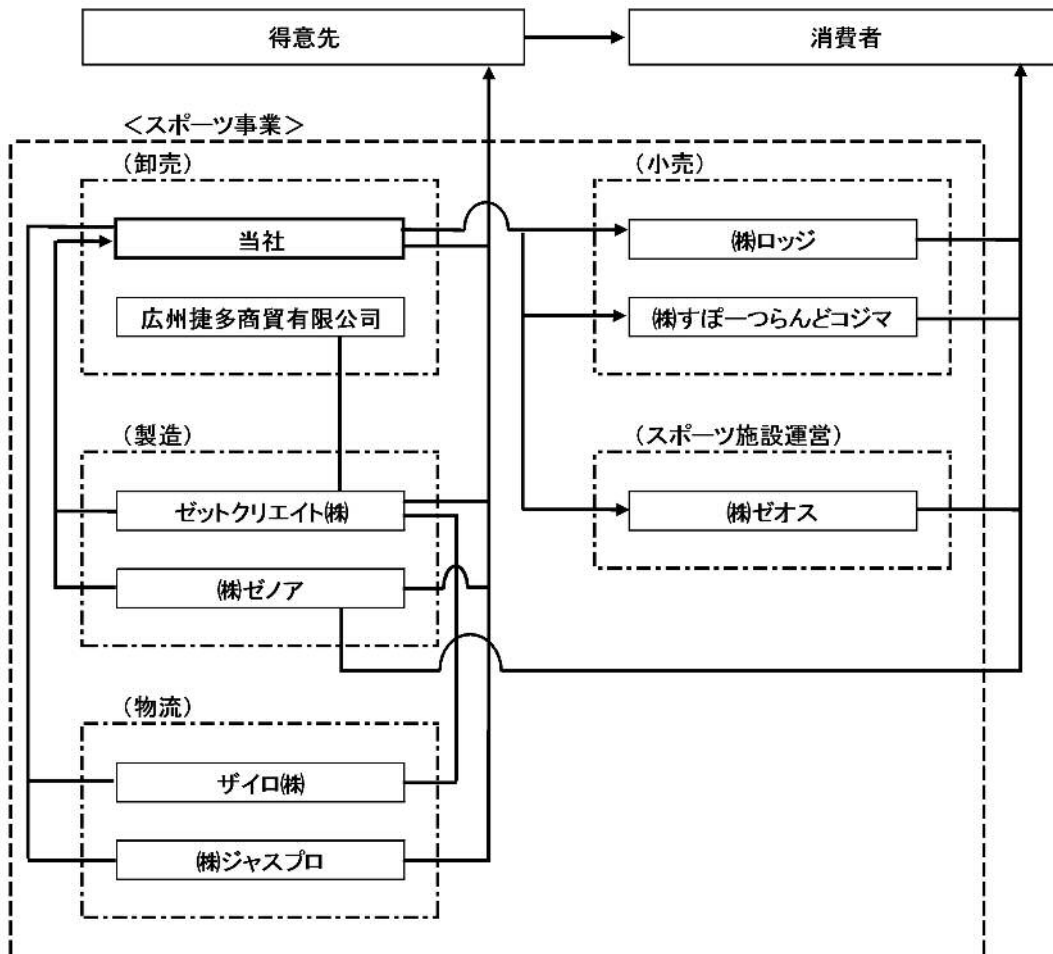 得意先
消費者
＜スポーツ事業＞
（卸売）
（小売）
当社
㈱ロッジ
広州捷多商貿有限公司
㈱すぽーつらんどコジマ
（製造）
（スポーツ施設運営）
ゼットクリエイト㈱
㈱ゼオス
㈱ゼノア
（物流）
ザイロ㈱
㈱ジャスプロ